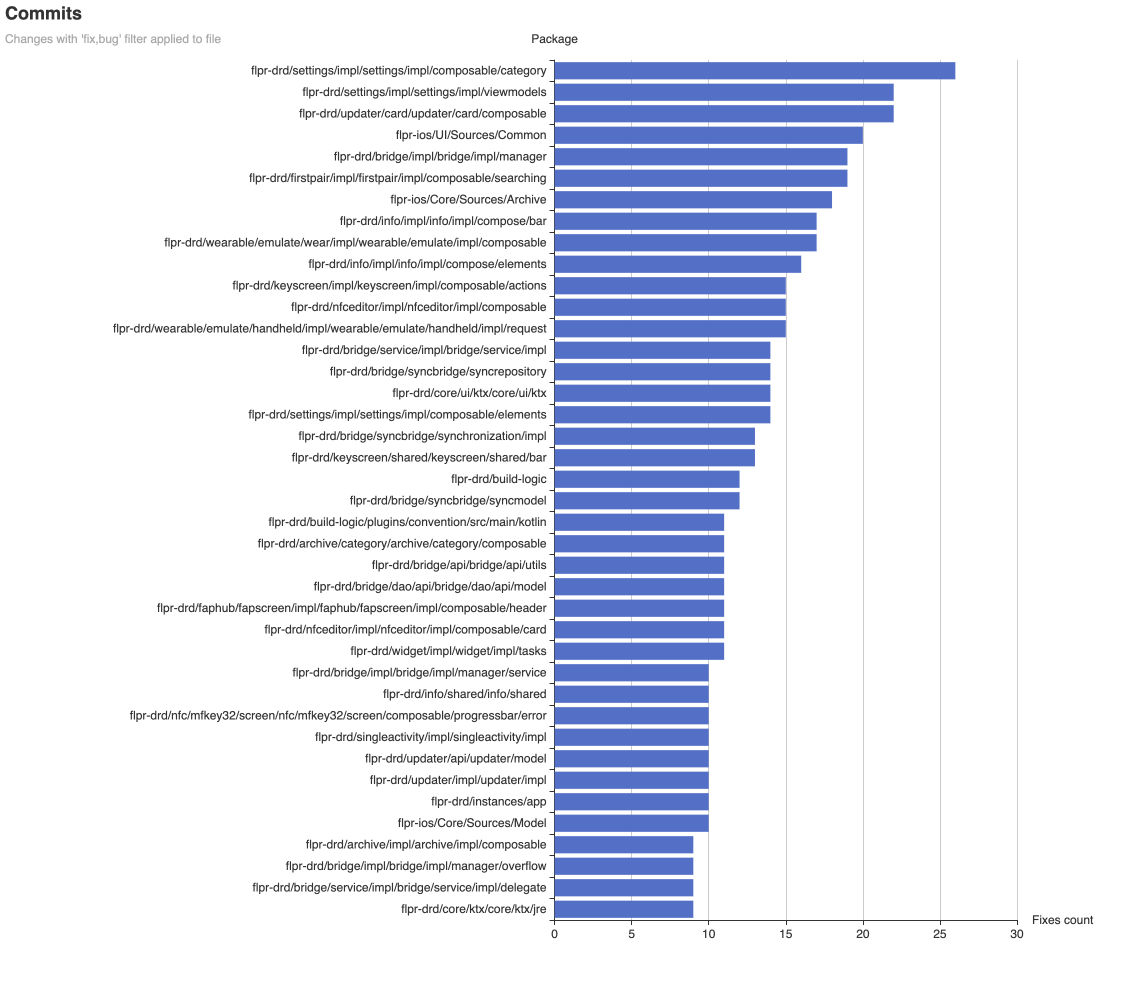 Commits
Changes with 'fix,bug' filter applied to file
Package
flpr-drd/settings/impl/settings/impl/composable/category
flpr-drd/settings/impl/settings/impl/viewmodels
flpr-drd/updater/card/updater/card/composable
flpr-ios/UI/Sources/Common
flpr-drd/bridge/impl/bridge/impl/manager
flpr-drd/firstpair/impl/firstpair/impl/composable/searching
flpr-ios/Core/Sources/Archive
flpr-drd/info/impl/info/impl/compose/bar
flpr-drd/wearable/emulate/wear/impl/wearable/emulate/impl/composable
flpr-drd/info/impl/info/impl/compose/elements
flpr-drd/keyscreen/impl/keyscreen/impl/composable/actions
flpr-drd/nfceditor/impl/nfceditor/impl/composable
flpr-drd/wearable/emulate/handheld/impl/wearable/emulate/handheld/impl/request
flpr-drd/bridge/service/impl/bridge/service/impl
flpr-drd/bridge/syncbridge/syncrepository
flpr-drd/core/ui/ktx/core/ui/ktx
flpr-drd/settings/impl/settings/impl/composable/elements
flpr-drd/bridge/syncbridge/synchronization/impl
flpr-drd/keyscreen/shared/keyscreen/shared/bar
flpr-drd/build-logic
flpr-drd/bridge/syncbridge/syncmodel
flpr-drd/build-logic/plugins/convention/src/main/kotlin
flpr-drd/archive/category/archive/category/composable
flpr-drd/bridge/api/bridge/api/utils
flpr-drd/bridge/dao/api/bridge/dao/api/model
flpr-drd/faphub/fapscreen/impl/faphub/fapscreen/impl/composable/header
flpr-drd/nfceditor/impl/nfceditor/impl/composable/card
flpr-drd/widget/impl/widget/impl/tasks
flpr-drd/bridge/impl/bridge/impl/manager/service
flpr-drd/info/shared/info/shared
flpr-drd/nfc/mfkey32/screen/nfc/mfkey32/screen/composable/progressbar/error
flpr-drd/singleactivity/impl/singleactivity/impl
flpr-drd/updater/api/updater/model
flpr-drd/updater/impl/updater/impl
flpr-drd/instances/app
flpr-ios/Core/Sources/Model
flpr-drd/archive/impl/archive/impl/composable
flpr-drd/bridge/impl/bridge/impl/manager/overflow
flpr-drd/bridge/service/impl/bridge/service/impl/delegate
flpr-drd/core/ktx/core/ktx/jre
Fixes count
0 5 10 15 20 25 30